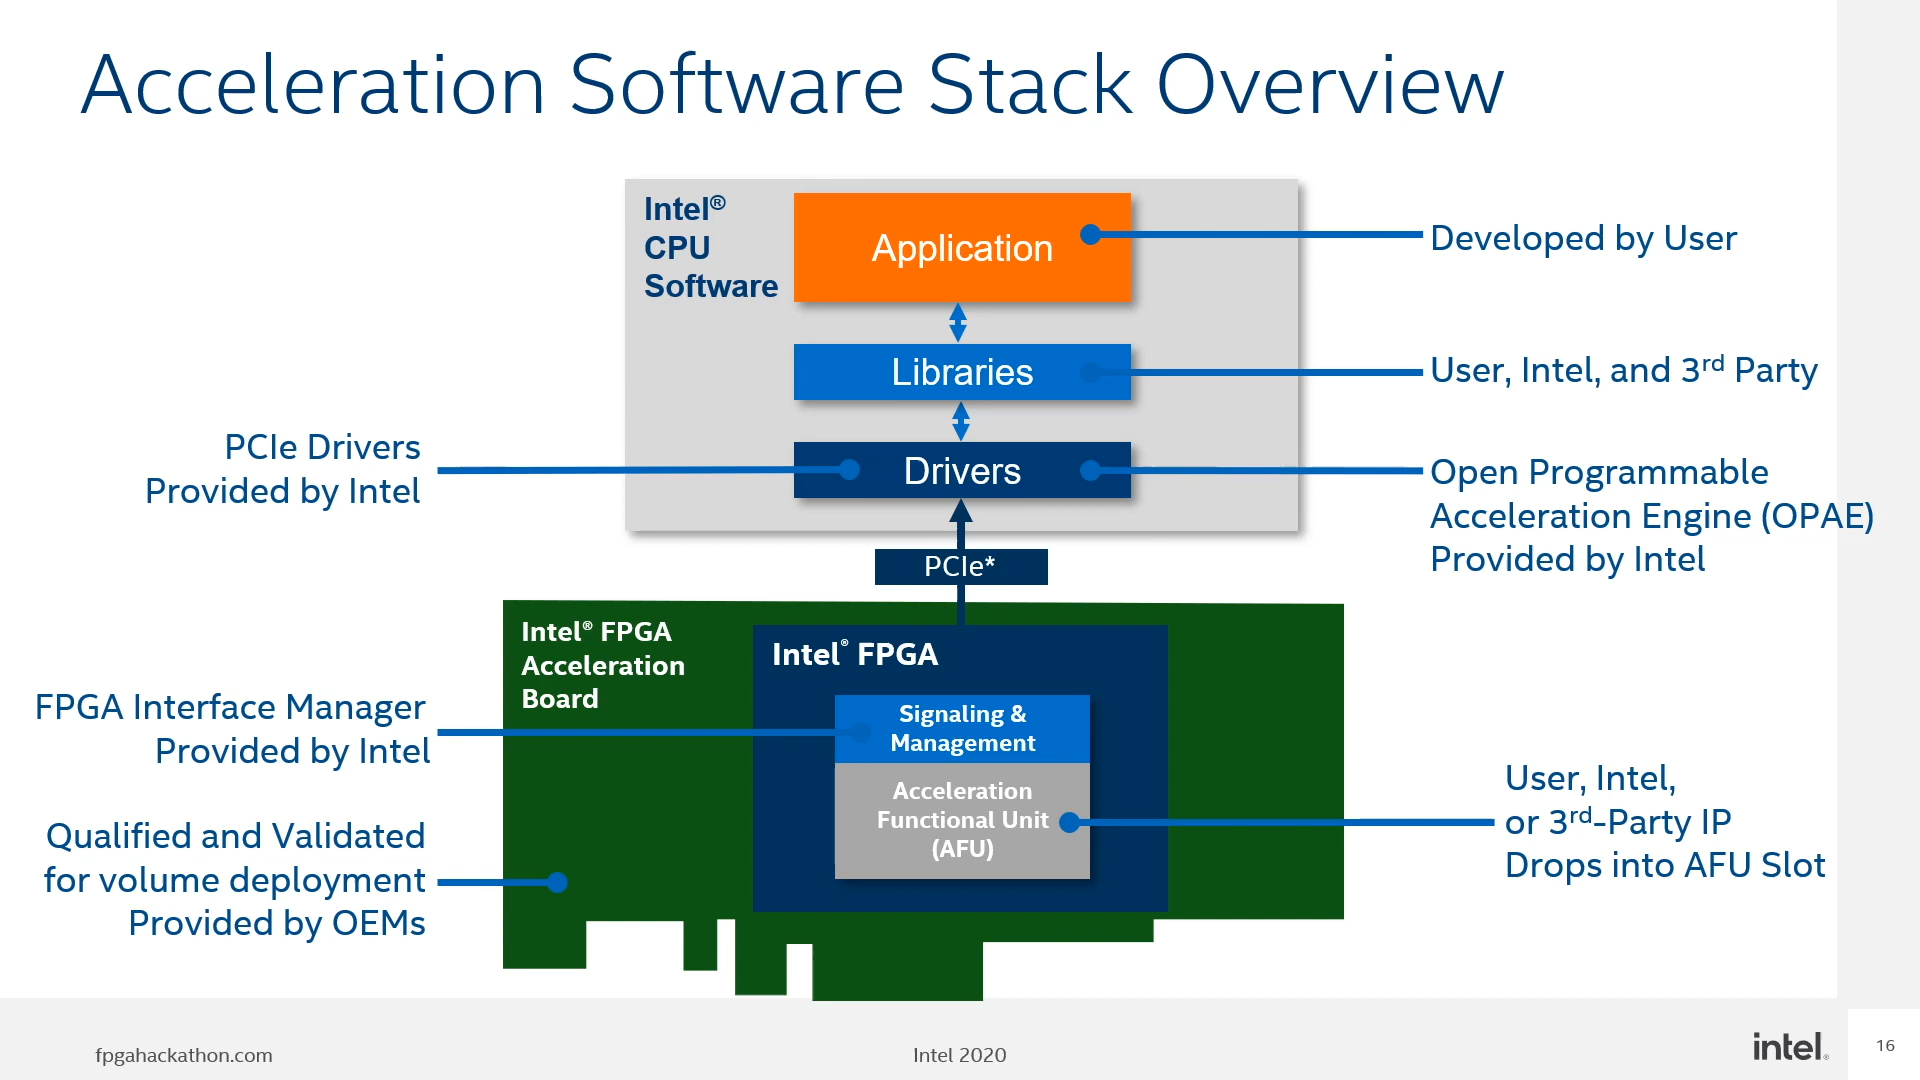 Acceleration Software Stack Overview
Intel®
CPU
Software
Application
Developed by User
Libraries
User, Intel, and 3rd Party
PCIe Drivers
Provided by Intel
Drivers
Open Programmable
Acceleration Engine (OPAE)
Provided by Intel
PCIe*
Intel® FPGA
Acceleration
Board
Intel® FPGA
FPGA Interface Manager
Provided by Intel
Signaling &
Management
Acceleration
Functional Unit
(AFU)
User, Intel,
or 3rd-Party IP
Drops into AFU Slot
Qualified and Validated
for volume deployment
Provided by OEMs
fpgahackathon.com
Intel 2020
intel®
16